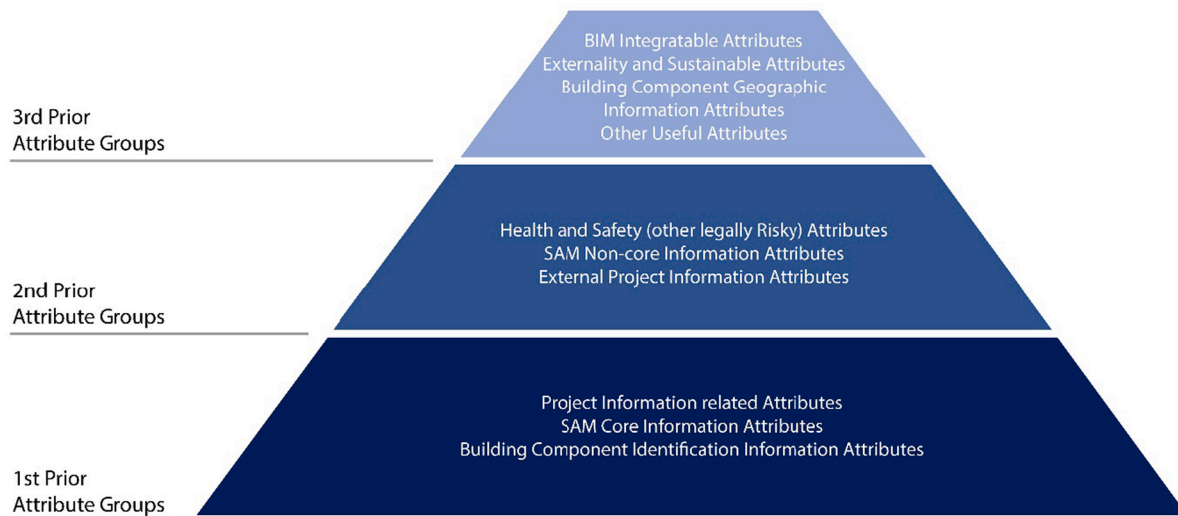 BIM Integratable Attributes
Externality and Sustainable Attributes
Building Component Geographic
Information Attributes
Other Useful Attributes
3rd Prior
Attribute Groups
Health and Safety (other legally Risky) Attributes
SAM Non-core Information Attributes
External Project Information Attributes
2nd Prior
Attribute Groups
Project Information related Attributes
SAM Core Information Attributes
Building Component Identification Information Attributes
1st Prior
Attribute Groups